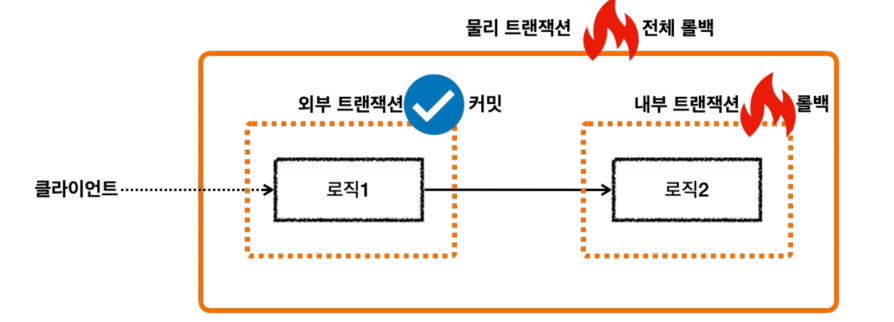 물리 트랜잭션 전체 롤백
외부 트랜잭션 커밋
내부 트랜잭션 롤백
클라이언트
로직1
로직2